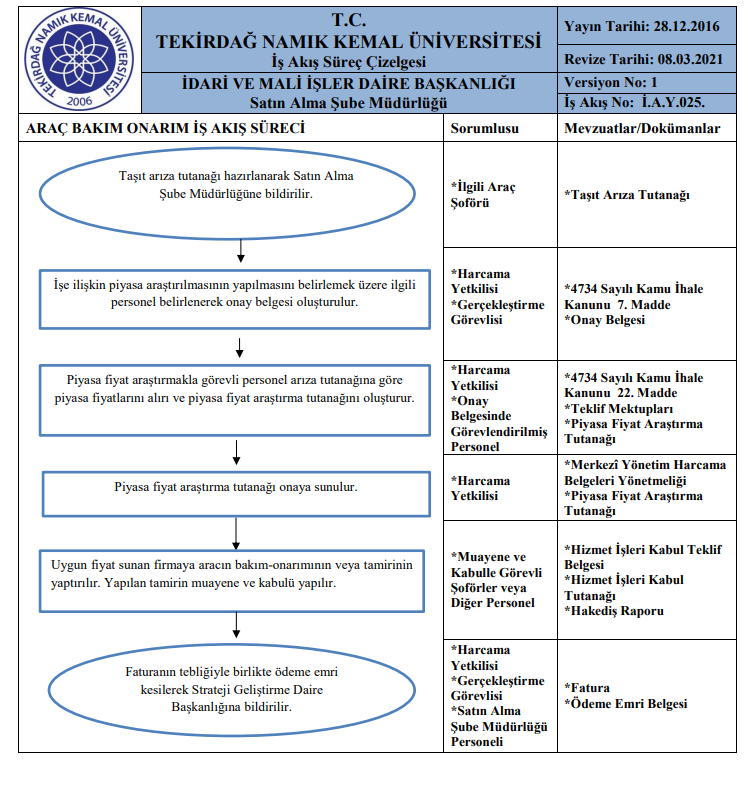 TEKİRDAĞ NAMIK KEMAL ÜNİVERSİTESİ
2006
T.C.
TEKİRDAĞ NAMIK KEMAL ÜNİVERSİTESİ
İş Akış Süreç Çizelgesi
İDARİ VE MALİ İŞLER DAİRE BAŞKANLIĞI
Satın Alma Şube Müdürlüğü
Yayın Tarihi: 28.12.2016
Revize Tarihi: 08.03.2021
Versiyon No: 1
İş Akış No: İ.A.Y.025.
ARAÇ BAKIM ONARIM İŞ AKIŞ SÜRECİ
Sorumlusu
Mevzuatlar/Dokümanlar
Taşıt arıza tutanağı hazırlanarak Satın Alma
Şube Müdürlüğüne bildirilir.
*İlgili Araç
Şoförü
*Taşıt Arıza Tutanağı
İşe ilişkin piyasa araştırılmasının yapılmasını belirlemek üzere ilgili
personel belirlenerek onay belgesi oluşturulur.
*Harcama
Yetkilisi
*Gerçekleştirme
Görevlisi
*4734 Sayılı Kamu İhale
Kanunu 7. Madde
*Onay Belgesi
Piyasa fiyat araştırmakla görevli personel arıza tutanağına göre
piyasa fiyatlarını alırı ve piyasa fiyat araştırma tutanağını oluşturur.
*Harcama
Yetkilisi
*Onay
Belgesinde
Görevlendirilmiş
Personel
*4734 Sayılı Kamu İhale
Kanunu 22. Madde
*Teklif Mektupları
*Piyasa Fiyat Araştırma
Tutanağı
Piyasa fiyat araştırma tutanağı onaya sunulur.
*Harcama
Yetkilisi
*Merkezî Yönetim Harcama
Belgeleri Yönetmeliği
*Piyasa Fiyat Araştırma
Tutanağı
Uygun fiyat sunan firmaya aracın bakım-onarımının veya tamirinin
yaptırılır. Yapılan tamirin muayene ve kabulü yapılır.
*Muayene ve
Kabulle Görevli
Şoförler veya
Diğer Personel
*Hizmet İşleri Kabul Teklif
Belgesi
*Hizmet İşleri Kabul
Tutanağı
*Hakediş Raporu
Faturanın tebliğiyle birlikte ödeme emri
kesilerek Strateji Geliştirme Daire
Başkanlığına bildirilir.
*Harcama
Yetkilisi
*Gerçekleştirme
Görevlisi
*Satın Alma
Şube Müdürlüğü
Personeli
*Fatura
*Ödeme Emri Belgesi